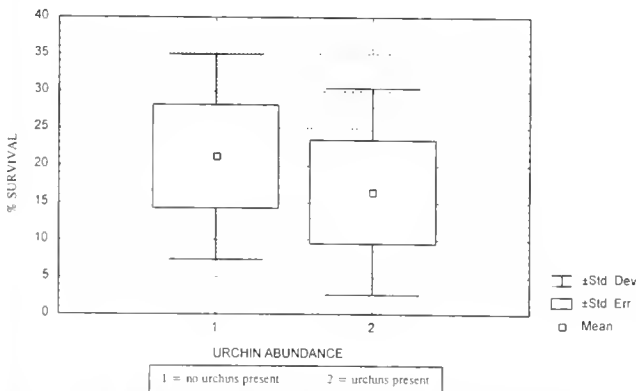 40
35
30
25
20
15
10
5
0
% SURVIVAL
1 2
URCHIN ABUNDANCE
±Std Dev
±Std Err
Mean
1 = no urchins present 2 = urchins present